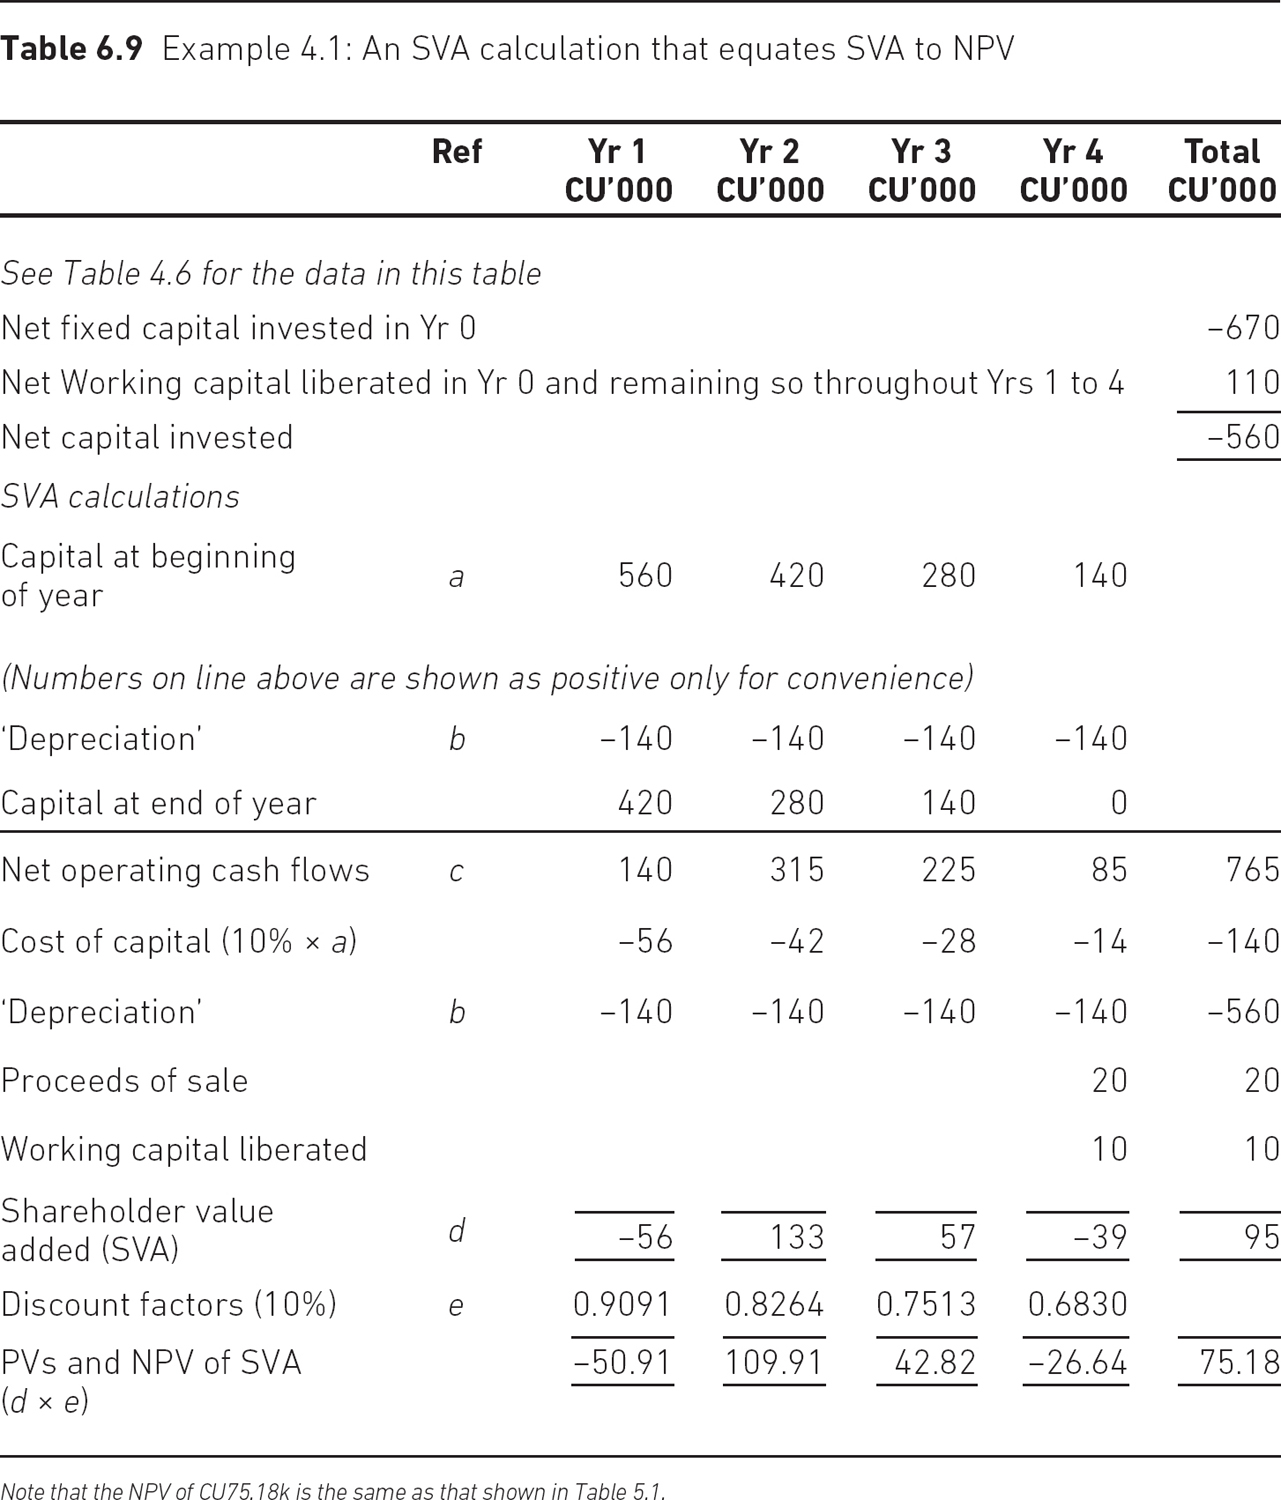 Table 6.9 Example 4.1: An SVA calculation that equates SVA to NPV
Ref Yr 1 Yr 2 Yr 3 Yr 4 Total
CU’000 CU’000 CU’000 CU’000 CU’000
See Table 4.6 for the data in this table
Net fixed capital invested in Yr 0 –670
Net Working capital liberated in Yr 0 and remaining so throughout Yrs 1 to 4 110
Net capital invested –560
SVA calculations
Capital at beginning
of year a 560 420 280 140
(Numbers on line above are shown as positive only for convenience)
‘Depreciation’ b –140 –140 –140 –140
Capital at end of year 420 280 140 0
Net operating cash flows c 140 315 225 85 765
Cost of capital (10% × a) –56 –42 –28 –14 –140
‘Depreciation’ b –140 –140 –140 –140 –560
Proceeds of sale 20 20
Working capital liberated 10 10
Shareholder value
added (SVA) d –56 133 57 –39 95
Discount factors (10%) e 0.9091 0.8264 0.7513 0.6830
PVs and NPV of SVA –50.91 109.91 42.82 –26.64 75.18
(d × e)
Note that the NPV of CU75.18k is the same as that shown in Table 5.1.